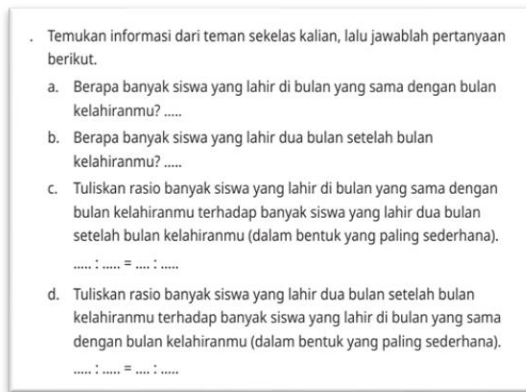 . Temukan informasi dari teman sekelas kalian, lalu jawablah pertanyaan
berikut.
a. Berapa banyak siswa yang lahir di bulan yang sama dengan bulan
kelahiranmu? .....
b. Berapa banyak siswa yang lahir dua bulan setelah bulan
kelahiranmu? .....
c. Tuliskan rasio banyak siswa yang lahir di bulan yang sama dengan
bulan kelahiranmu terhadap banyak siswa yang lahir dua bulan
setelah bulan kelahiranmu (dalam bentuk yang paling sederhana).
..... : ..... = .... : .....
d. Tuliskan rasio banyak siswa yang lahir dua bulan setelah bulan
kelahiranmu terhadap banyak siswa yang lahir di bulan yang sama
dengan bulan kelahiranmu (dalam bentuk yang paling sederhana).
..... : ..... = .... : .....